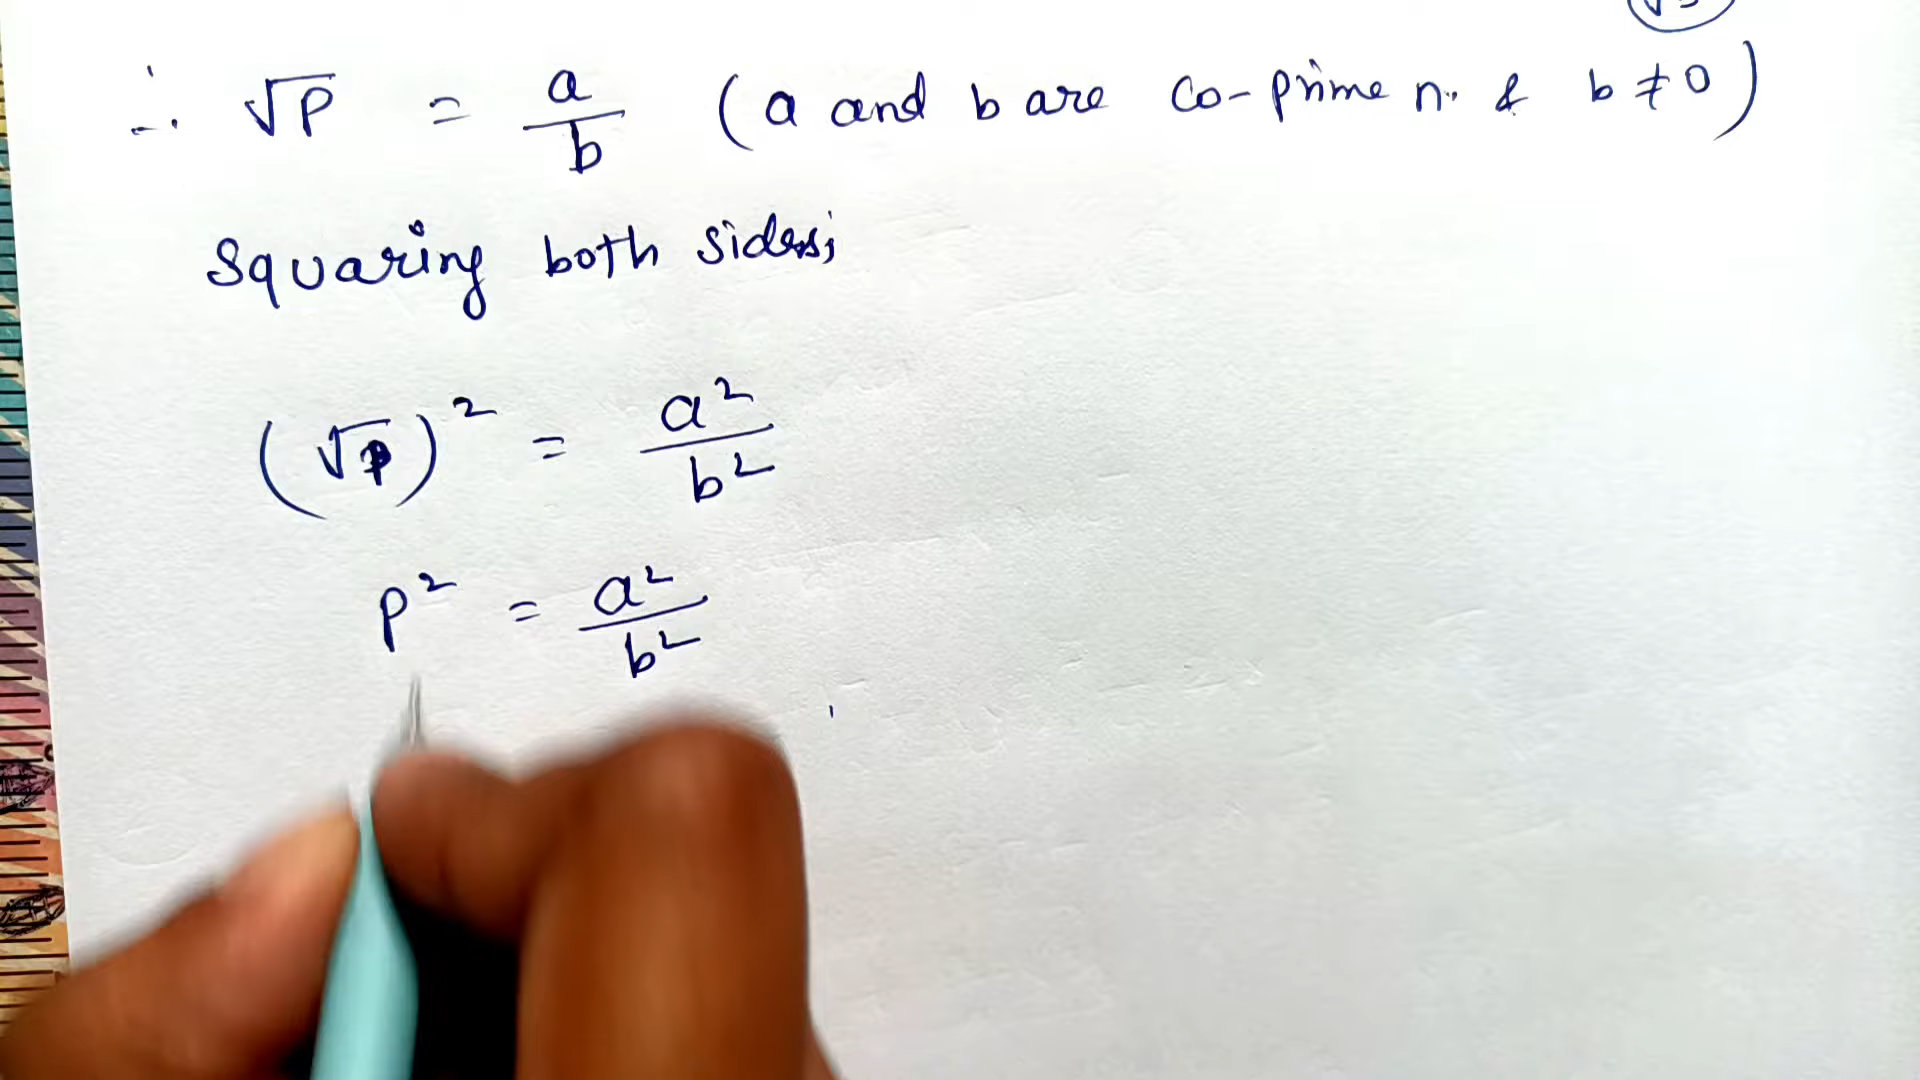 ∴ √P = a/b (a and b are co-prime n. & b ≠ 0)
Squaring both sides;
(√P)² = a²/b²
p² = a²/b²